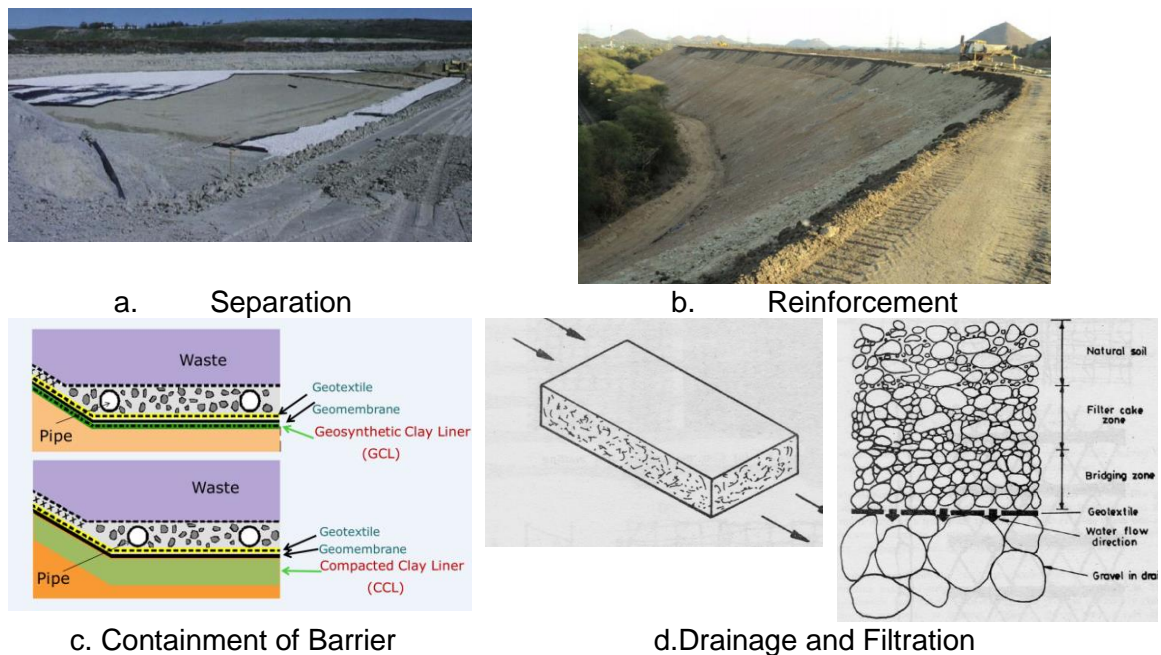 a. Separation
b. Reinforcement
Waste
Geotextile
Geomembrane
Pipe
Geosynthetic Clay Liner
(GCL)
Waste
Geotextile
Geomembrane
Compacted Clay Liner
Pipe
(CCL)
Natural soil
Filter cake
zone
Bridging zone
Geotextile
Water flow
direction
Gravel in drai
c. Containment of Barrier
d.Drainage and Filtration